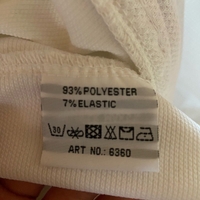 93% POLYESTER
7% ELASTIC
30
ART NO.: 6360